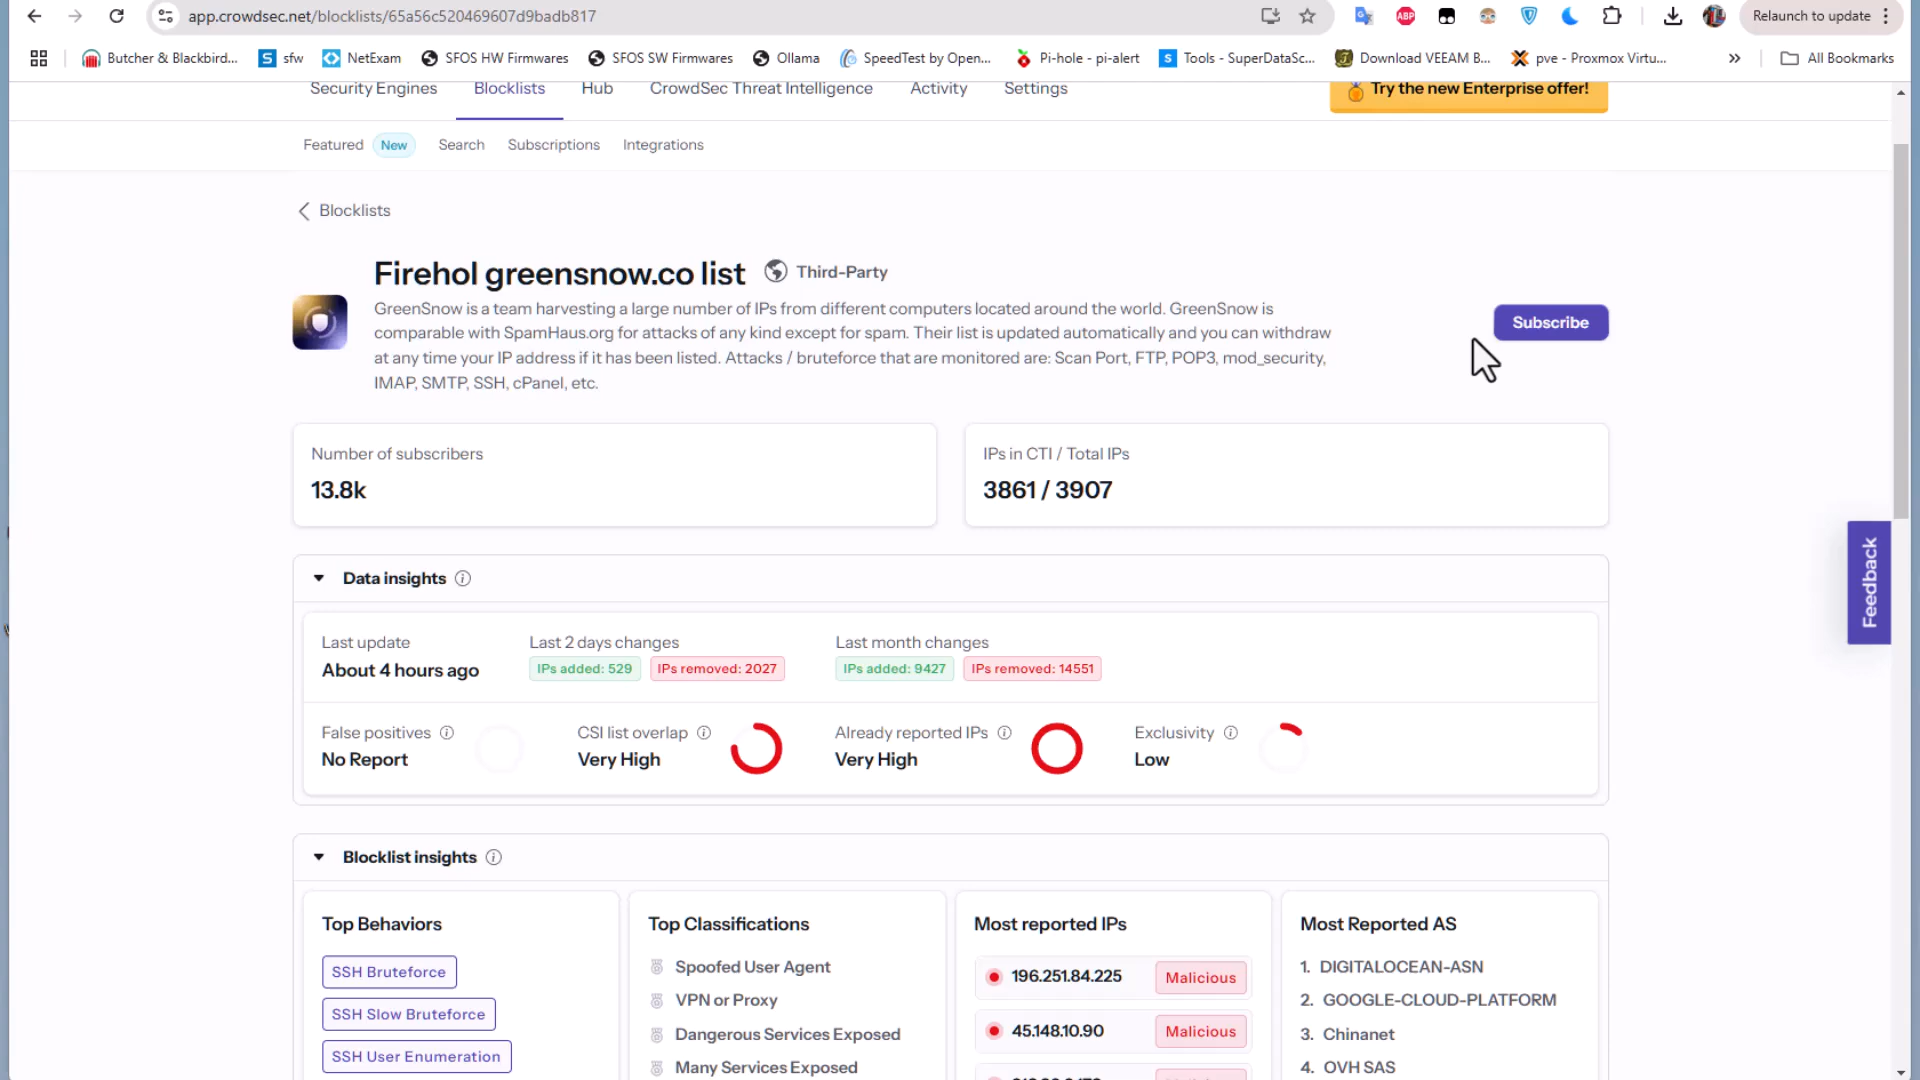 app.crowdsec.net/blocklists/65a56c520469607d9badb817
ABP
Relaunch to update
Butcher & Blackbird...
S
sfw
NetExam
SFOS HW Firmwares
SFOS SW Firmwares
Ollama
SpeedTest by Open...
Pi-hole - pi-alert
S
Tools - SuperDataSc...
Download VEEAM B...
pve - Proxmox Virtu...
All Bookmarks
Security Engines
Blocklists
Hub
CrowdSec Threat Intelligence
Activity
Settings
Try the new Enterprise offer!
Featured
New
Search
Subscriptions
Integrations
Blocklists
Firehol greensnow.co list
Third-Party
GreenSnow is a team harvesting a large number of IPs from different computers located around the world. GreenSnow is
comparable with SpamHaus.org for attacks of any kind except for spam. Their list is updated automatically and you can withdraw
at any time your IP address if it has been listed. Attacks / bruteforce that are monitored are: Scan Port, FTP, POP3, mod_security,
IMAP, SMTP, SSH, cPanel, etc.
Subscribe
Number of subscribers
13.8k
IPs in CTI / Total IPs
3861 / 3907
Feedback
Data insights
Last update
About 4 hours ago
Last 2 days changes
IPs added: 529
IPs removed: 2027
Last month changes
IPs added: 9427
IPs removed: 14551
False positives
No Report
CSI list overlap
Very High
Already reported IPs
Very High
Exclusivity
Low
Blocklist insights
Top Behaviors
SSH Bruteforce
SSH Slow Bruteforce
SSH User Enumeration
Top Classifications
Spoofed User Agent
VPN or Proxy
Dangerous Services Exposed
Many Services Exposed
Most reported IPs
196.251.84.225
Malicious
45.148.10.90
Malicious
Most Reported AS
1. DIGITALOCEAN-ASN
2. GOOGLE-CLOUD-PLATFORM
3. Chinanet
4. OVH SAS